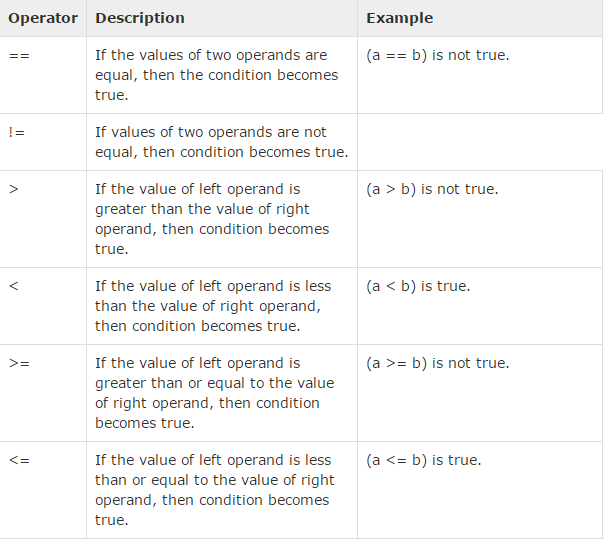 Operator Description Example
== If the values of two operands are (a == b) is not true.
equal, then the condition becomes
true.
!= If values of two operands are not
equal, then condition becomes true.
> If the value of left operand is (a > b) is not true.
greater than the value of right
operand, then condition becomes
true.
< If the value of left operand is less (a < b) is true.
than the value of right operand,
then condition becomes true.
>= If the value of left operand is (a >= b) is not true.
greater than or equal to the value
of right operand, then condition
becomes true.
<= If the value of left operand is less (a <= b) is true.
than or equal to the value of right
operand, then condition becomes
true.